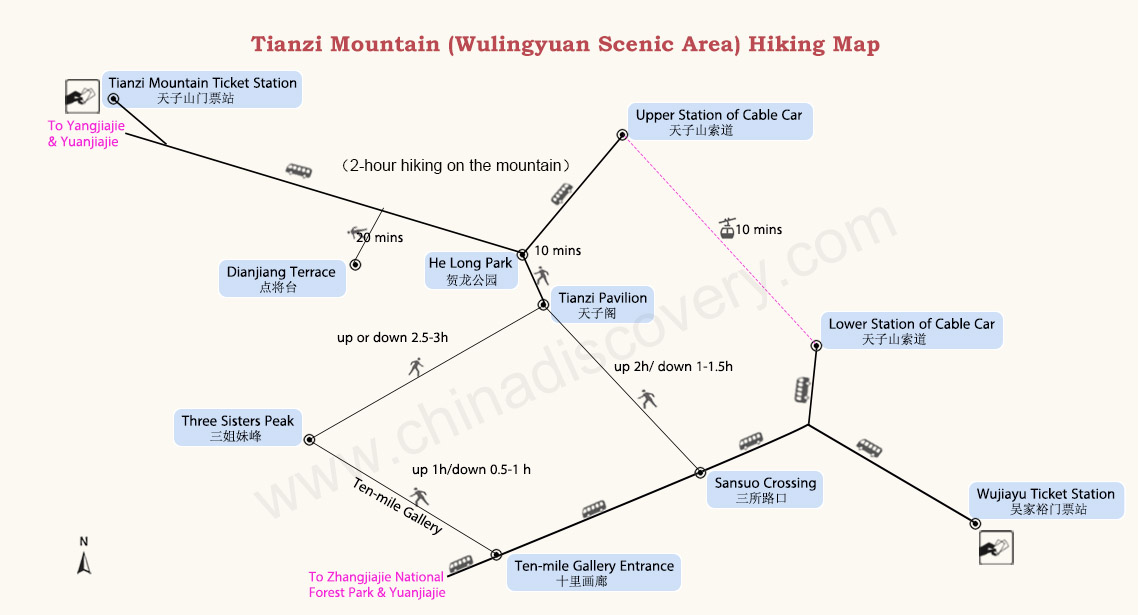 Tianzi Mountain (Wulingyuan Scenic Area) Hiking Map
Tianzi Mountain Ticket Station
天子山门票站
To Yangjiajie
& Yuanjiajie
Upper Station of Cable Car
天子山索道
（2-hour hiking on the mountain）
20 mins
10 mins
10 mins
Dianjiang Terrace
点将台
He Long Park
贺龙公园
Tianzi Pavilion
天子阁
Lower Station of Cable Car
天子山索道
up or down 2.5-3h
up 2h/ down 1-1.5h
Three Sisters Peak
三姐妹峰
up 1h/down 0.5-1 h
Ten-mile Gallery
Sansuo Crossing
三所路口
Wujiayu Ticket Station
吴家裕门票站
N
Ten-mile Gallery Entrance
十里画廊
To Zhangjiajie National
Forest Park & Yuanjiajie
www.chinadiscovery.com